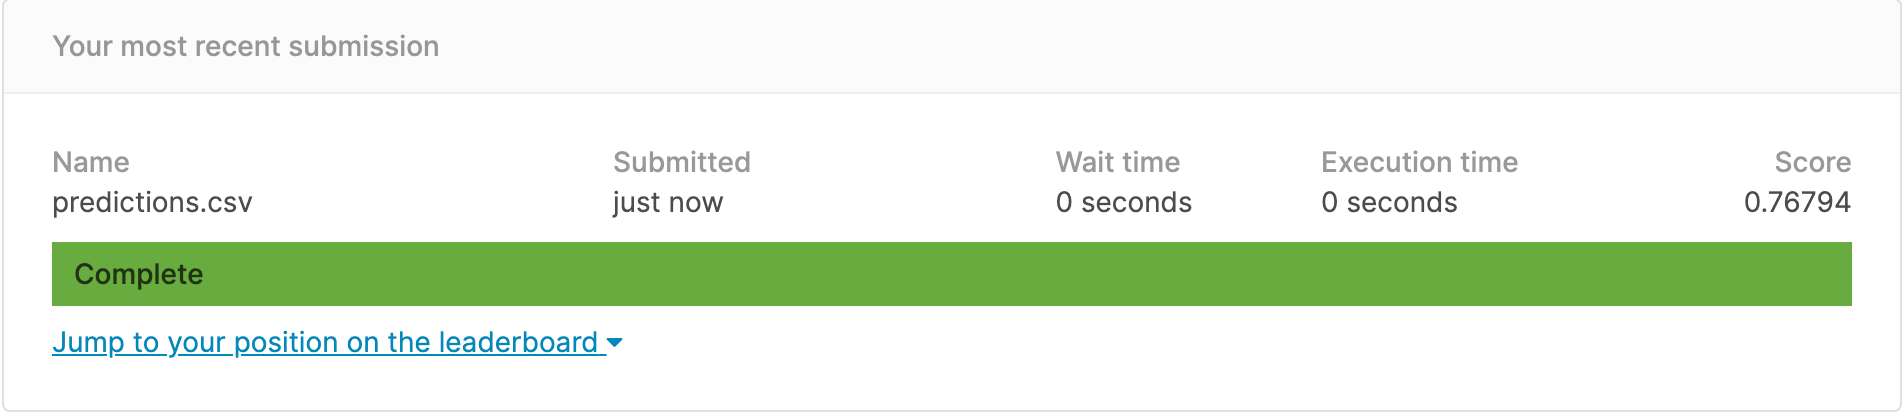 Your most recent submission
Name Submitted Wait time Execution time Score
predictions.csv just now 0 seconds 0 seconds 0.76794
Complete
Jump to your position on the leaderboard